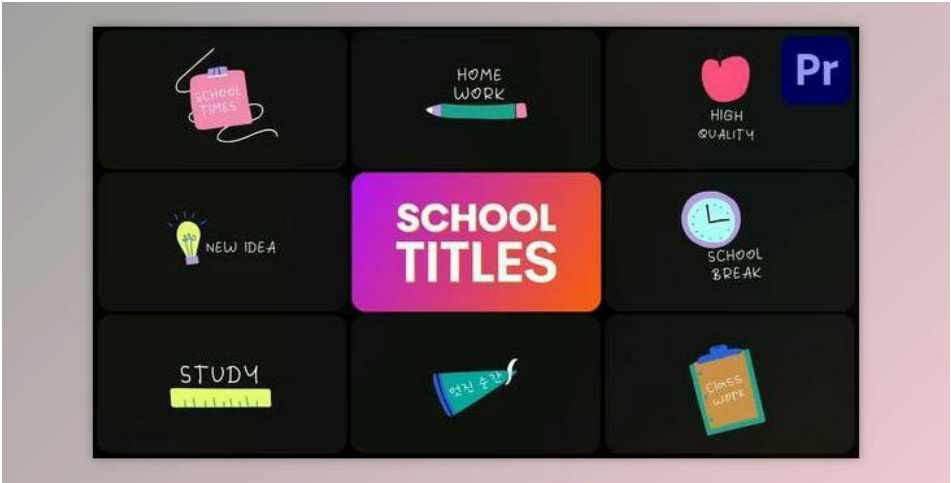 SCHOOL
TIMES
HOME
WORK
Pr
HIGH
QUALITY
NEW IDEA
SCHOOL
TITLES
SCHOOL
BREAK
STUDY
멋진 순간
Class
work